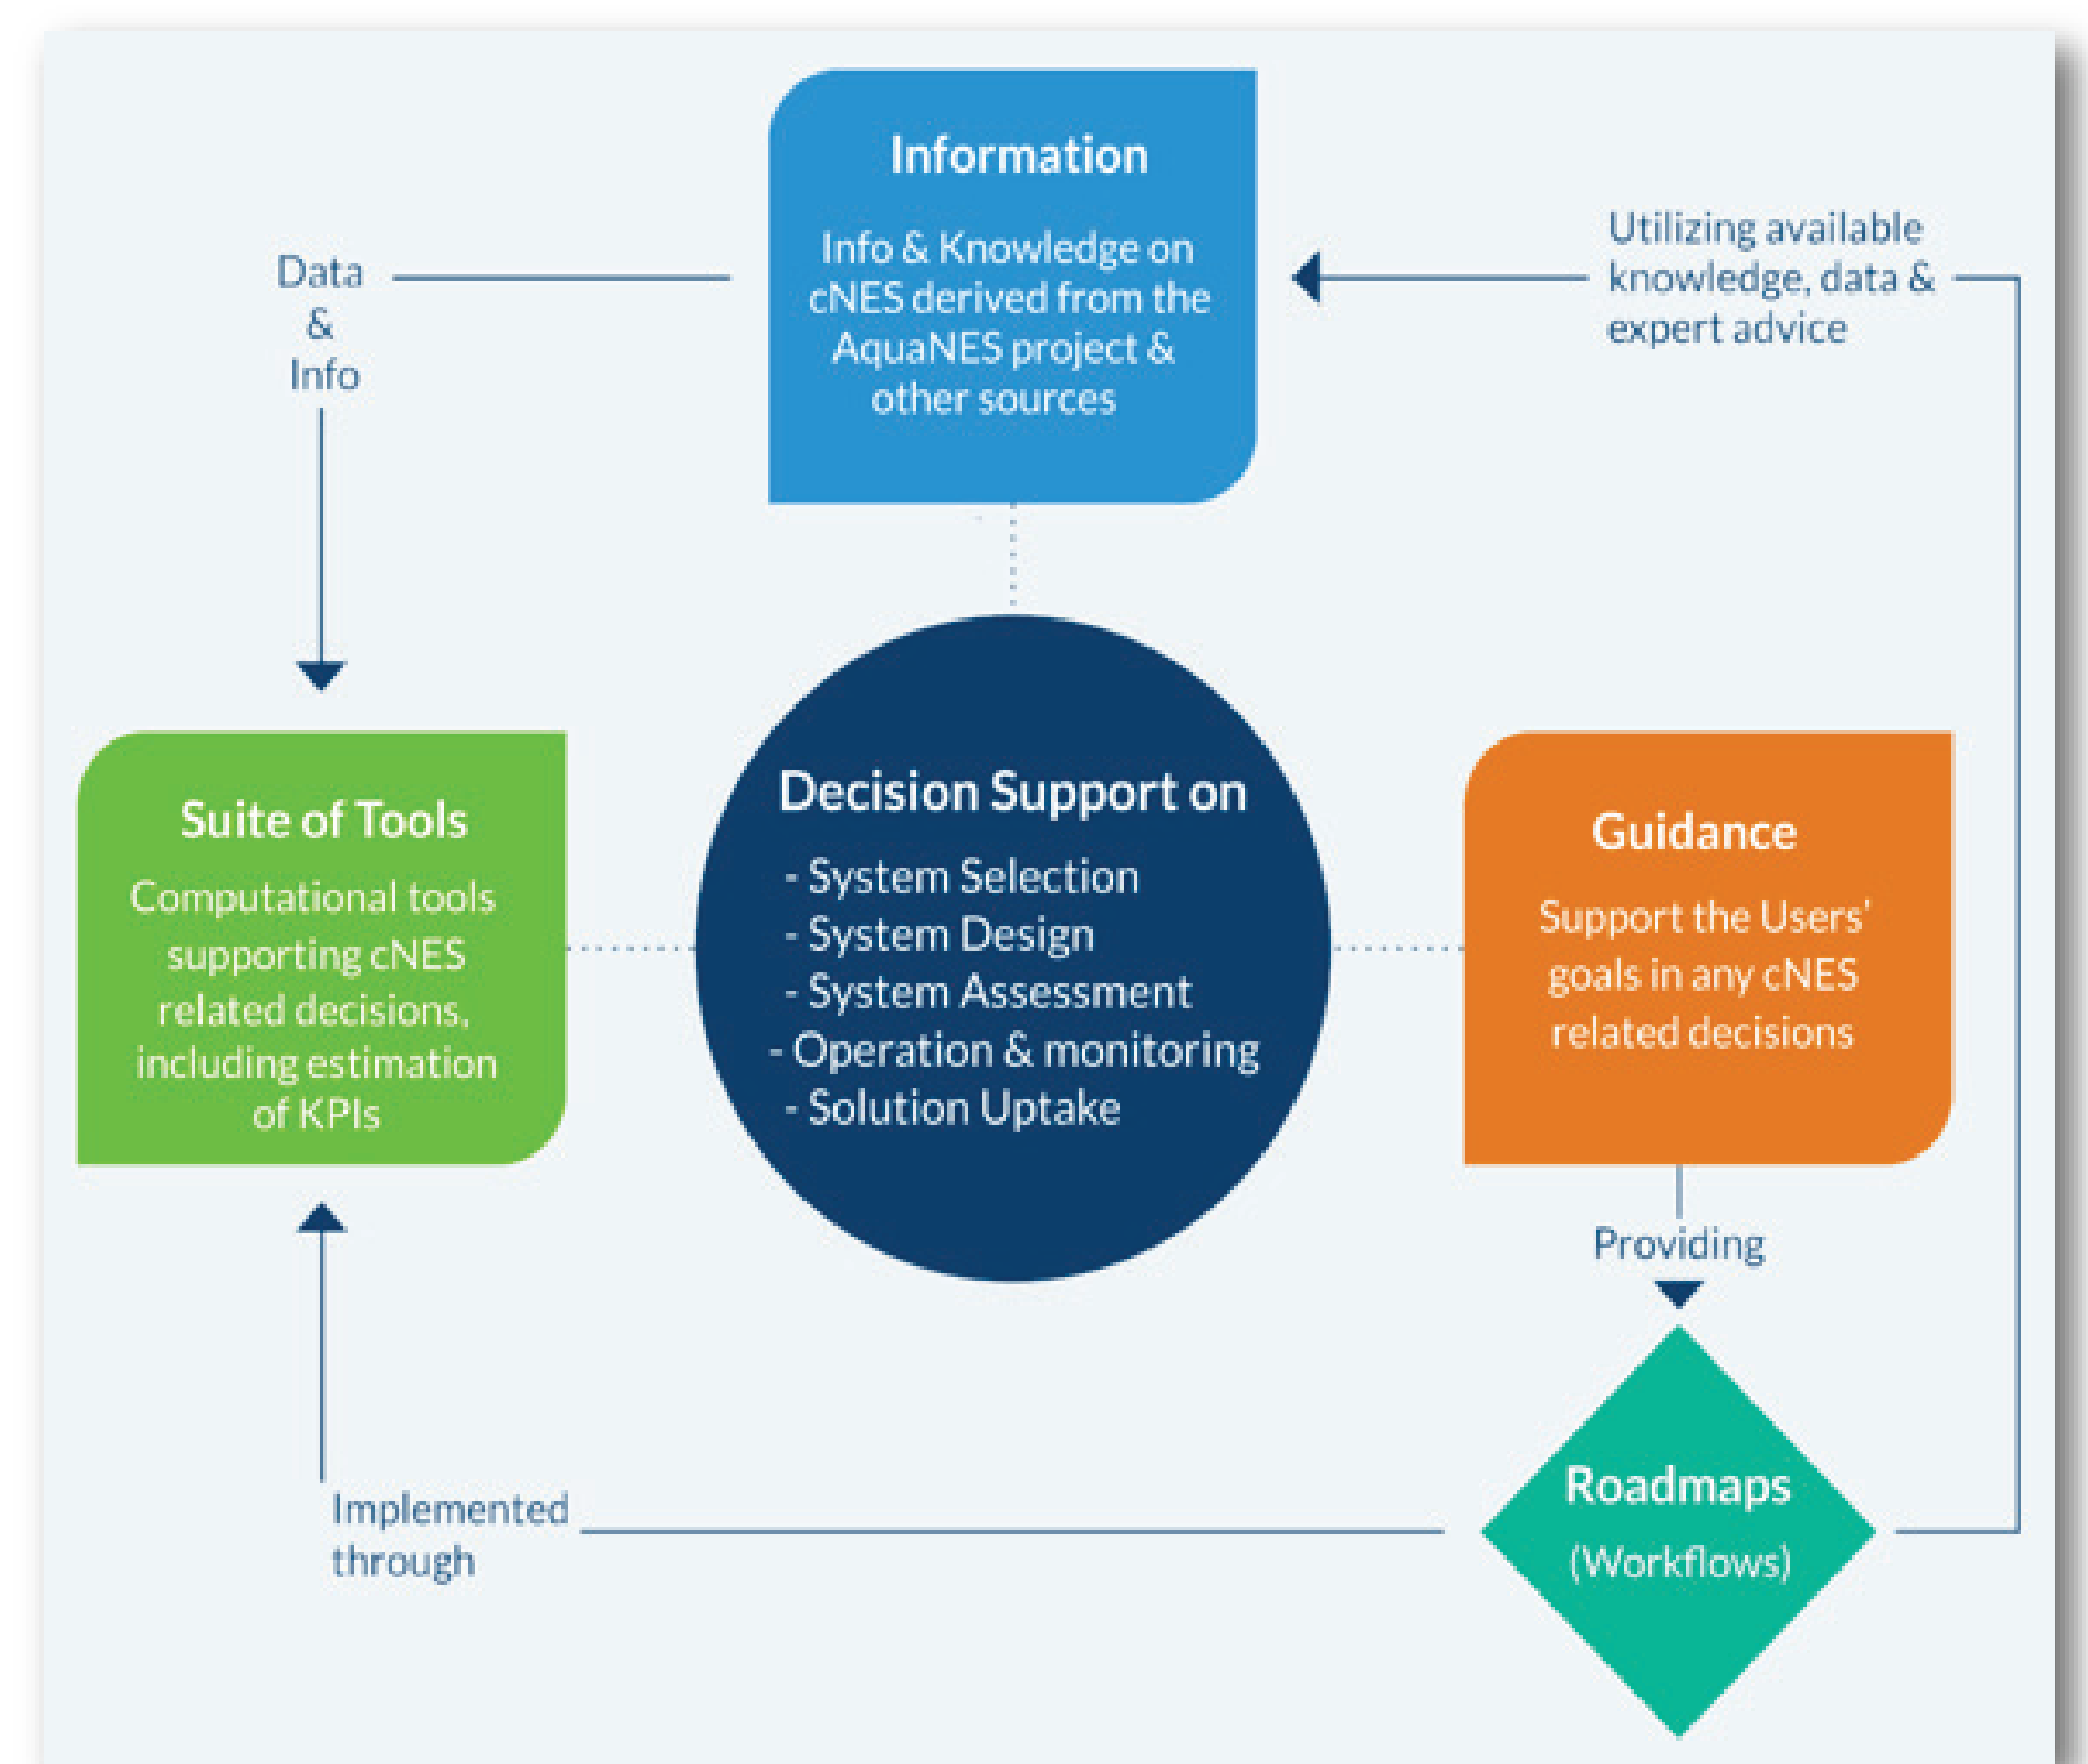 Information
Info & Knowledge on
cNES derived from the
AquaNES project &
other sources
Data
&
Info
Utilizing available
knowledge, data &
expert advice
Suite of Tools
Computational tools
supporting cNES
related decisions,
including estimation
of KPIs
Decision Support on
- System Selection
- System Design
- System Assessment
- Operation & monitoring
- Solution Uptake
Guidance
Support the Users'
goals in any cNES
related decisions
Providing
Roadmaps
(Workflows)
Implemented
through